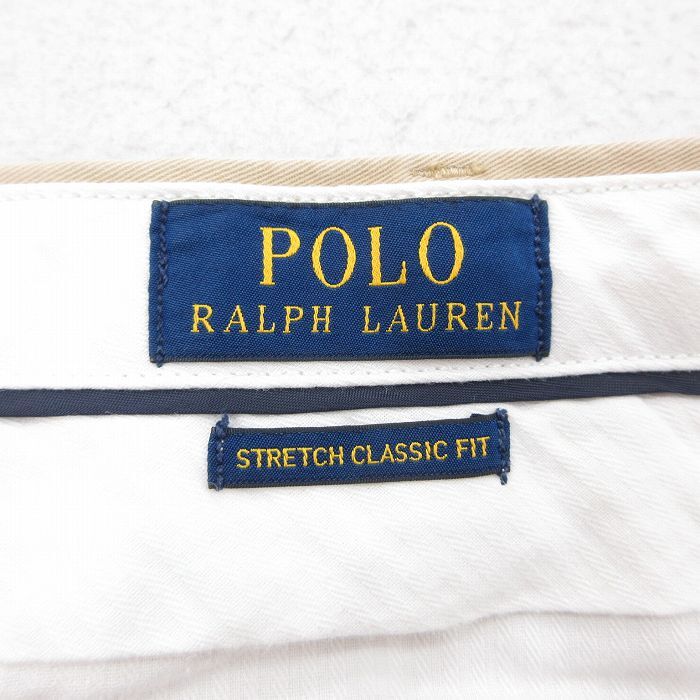 POLO
RALPH LAUREN
STRETCH CLASSIC FIT